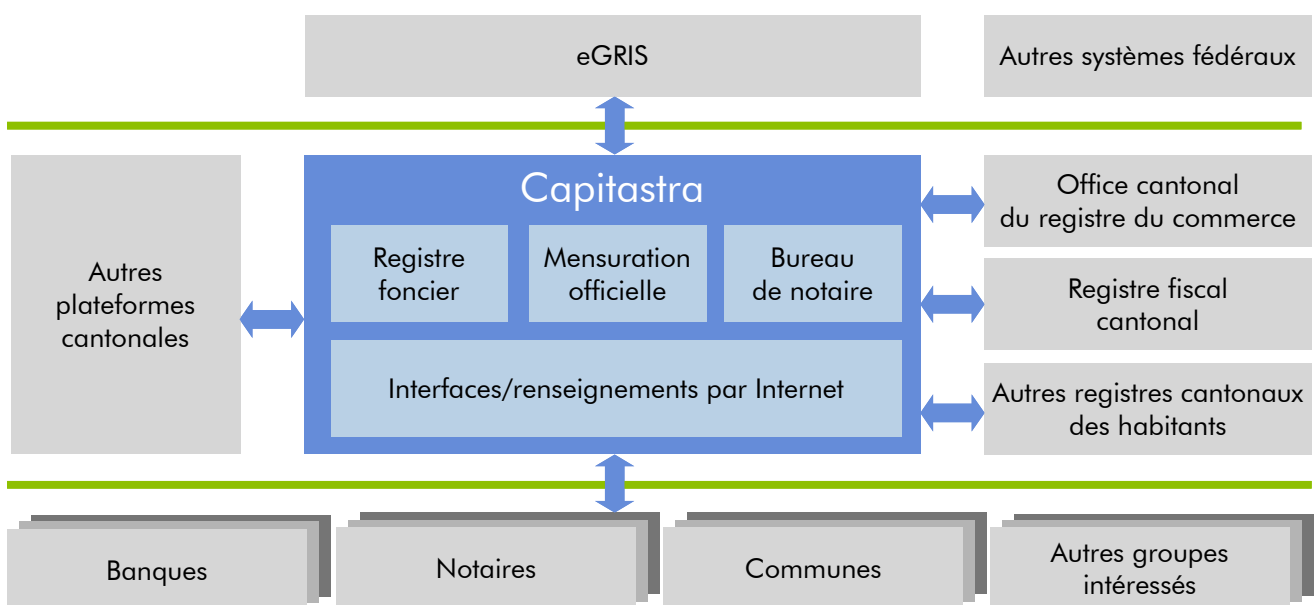 eGRIS
Autres systèmes fédéraux
Autres
plateformes
cantonales
Capitastra
Registre
foncier
Mensuration
officielle
Bureau
de notaire
Interfaces/renseignements par Internet
Office cantonal
du registre du commerce
Registre fiscal
cantonal
Autres registres cantonaux
des habitants
Banques
Notaires
Communes
Autres groupes
intéressés